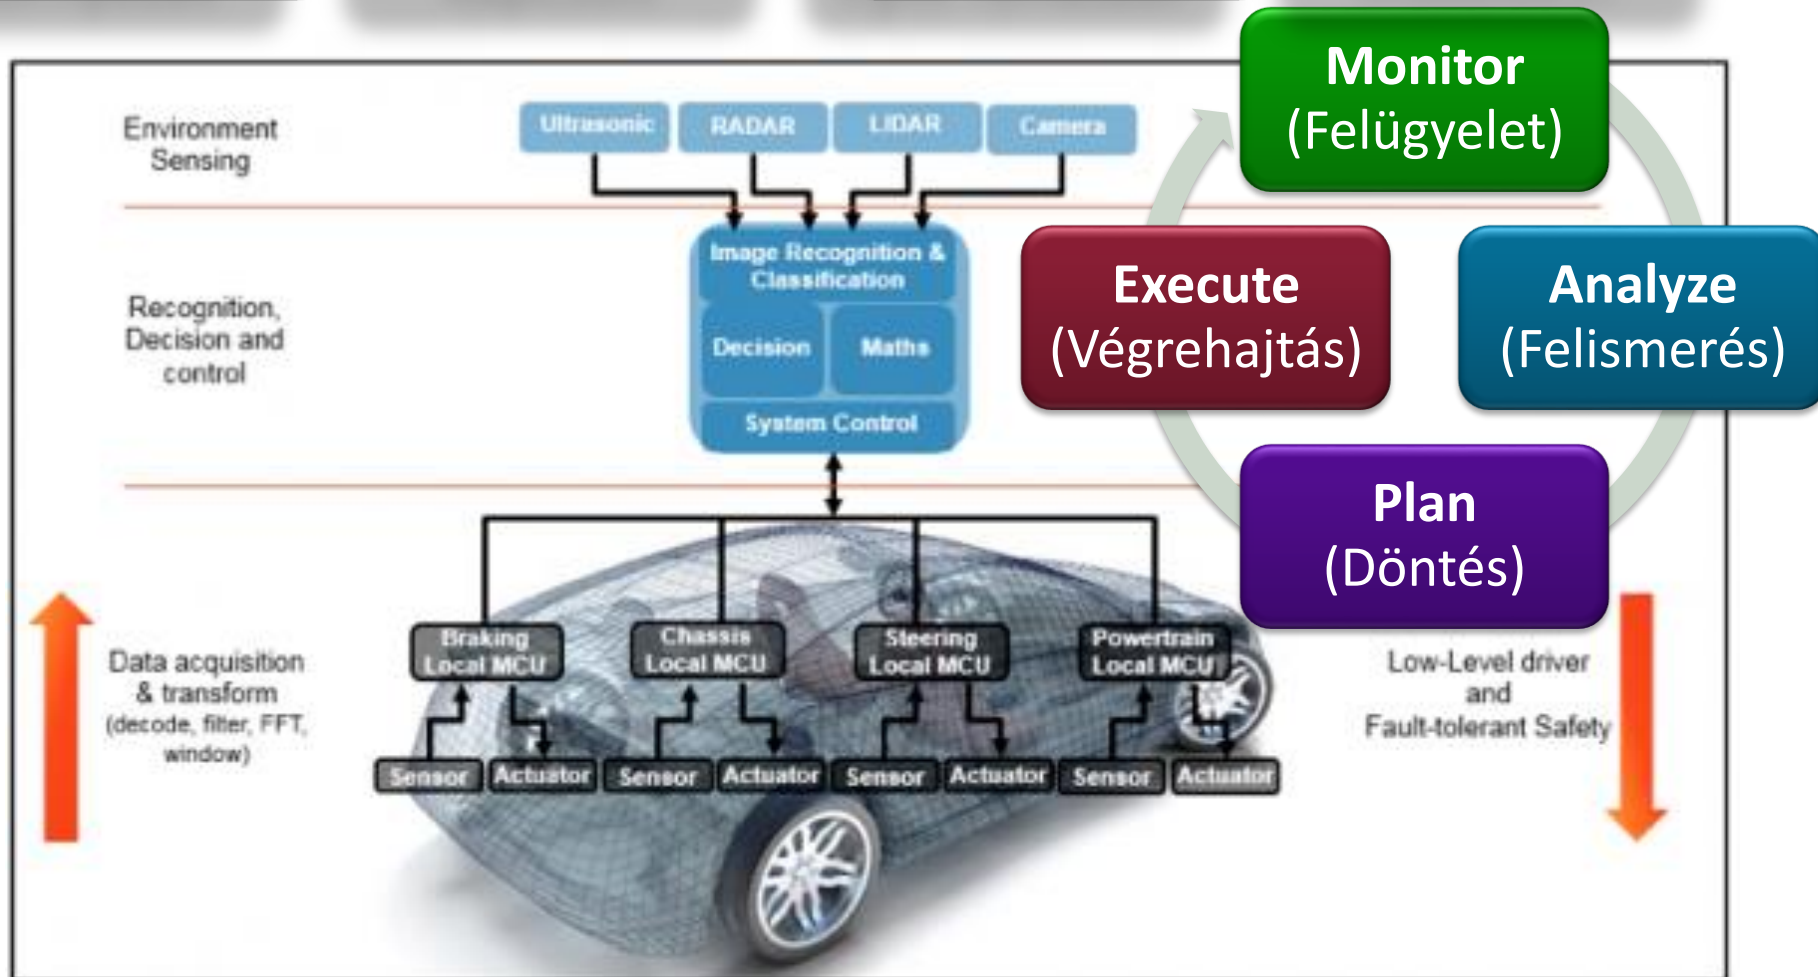 Environment
Sensing
Ultrasonic
RADAR
LIDAR
Camera
Recognition,
Decision and
control
Image Recognition &
Classification
Decision
Maths
System Control
Monitor
(Felügyelet)
Execute
(Végrehajtás)
Analyze
(Felismerés)
Plan
(Döntés)
Data acquisition
& transform
(decode, filter, FFT,
window)
Braking
Local MCU
Chassis
Local MCU
Steering
Local MCU
Powertrain
Local MCU
Sensor
Actuator
Sensor
Actuator
Sensor
Actuator
Sensor
Actuator
Low-Level driver
and
Fault-tolerant Safety